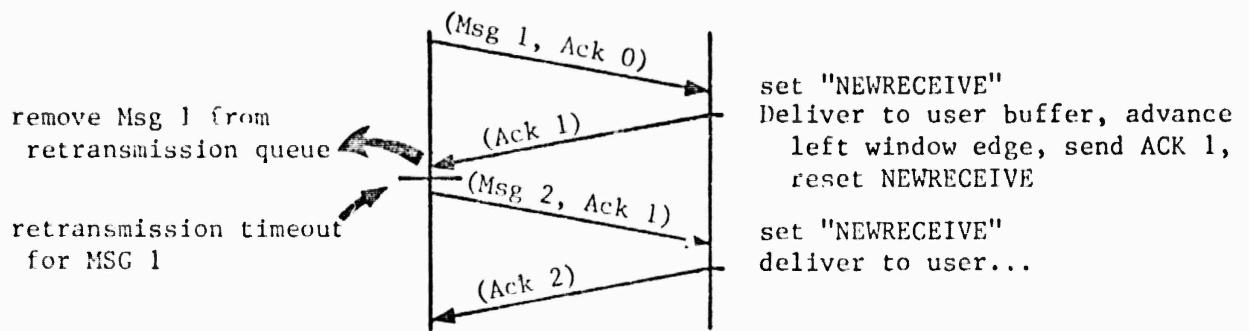 (Msg 1, Ack 0)
set "NEWRECEIVE"
Deliver to user buffer, advance
left window edge, send ACK 1,
reset NEWRECEIVE
remove Msg 1 from
retransmission queue
(Ack 1)
(Msg 2, Ack 1)
retransmission timeout
for MSG 1
set "NEWRECEIVE"
deliver to user...
(Ack 2)